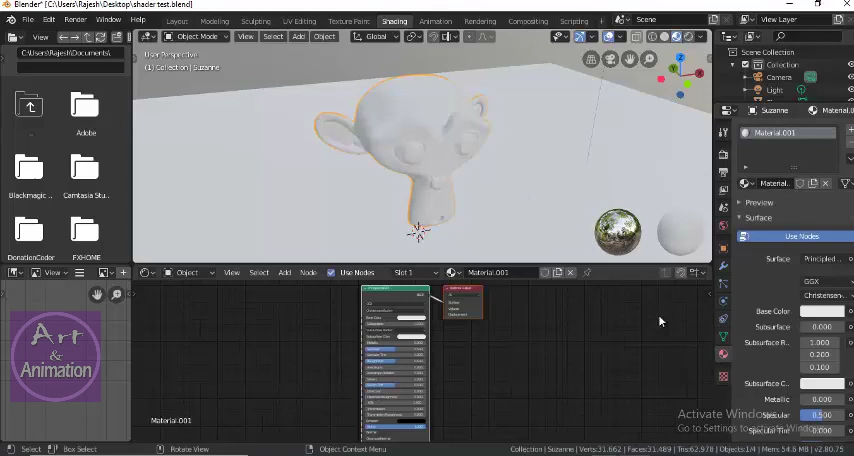 Blender* [C:\Users\Rajesh\Desktop\shader test.blend]
File Edit Render Window Help Layout Modeling Sculpting UV Editing Texture Paint Shading Animation Rendering Compositing Scripting Scene View Layer
View Object Mode View Select Add Object Global
C:\Users\Rajesh\Documents\
..
Adobe
Blackmagic ..
Camtasia Stu..
DonationCoder
FXHOME
User Perspective
(1) Collection | Suzanne
Scene Collection
Collection
Camera
Light
Suzanne Material.0
Material.001
Material..
Preview
Surface
Use Nodes
Surface Principled ..
GGX
Christensen-..
Base Color
Subsurface 0.000
Subsurface R.. 1.000
0.200
0.100
Subsurface C..
Metallic 0.000
Specular 0.500
Specular Tint 0.000
View Object View Select Add Node Use Nodes Slot 1 Material.001
Art
&
Animation
Material.001
Activate Windows
Go to Settings to activate Windows.
Select Box Select Rotate View Object Context Menu
Collection | Suzanne | Verts:31,662 | Faces:31,489 | Tris:62,978 | Objects:1/4 | Mem: 54.6 MB | v2.80.75